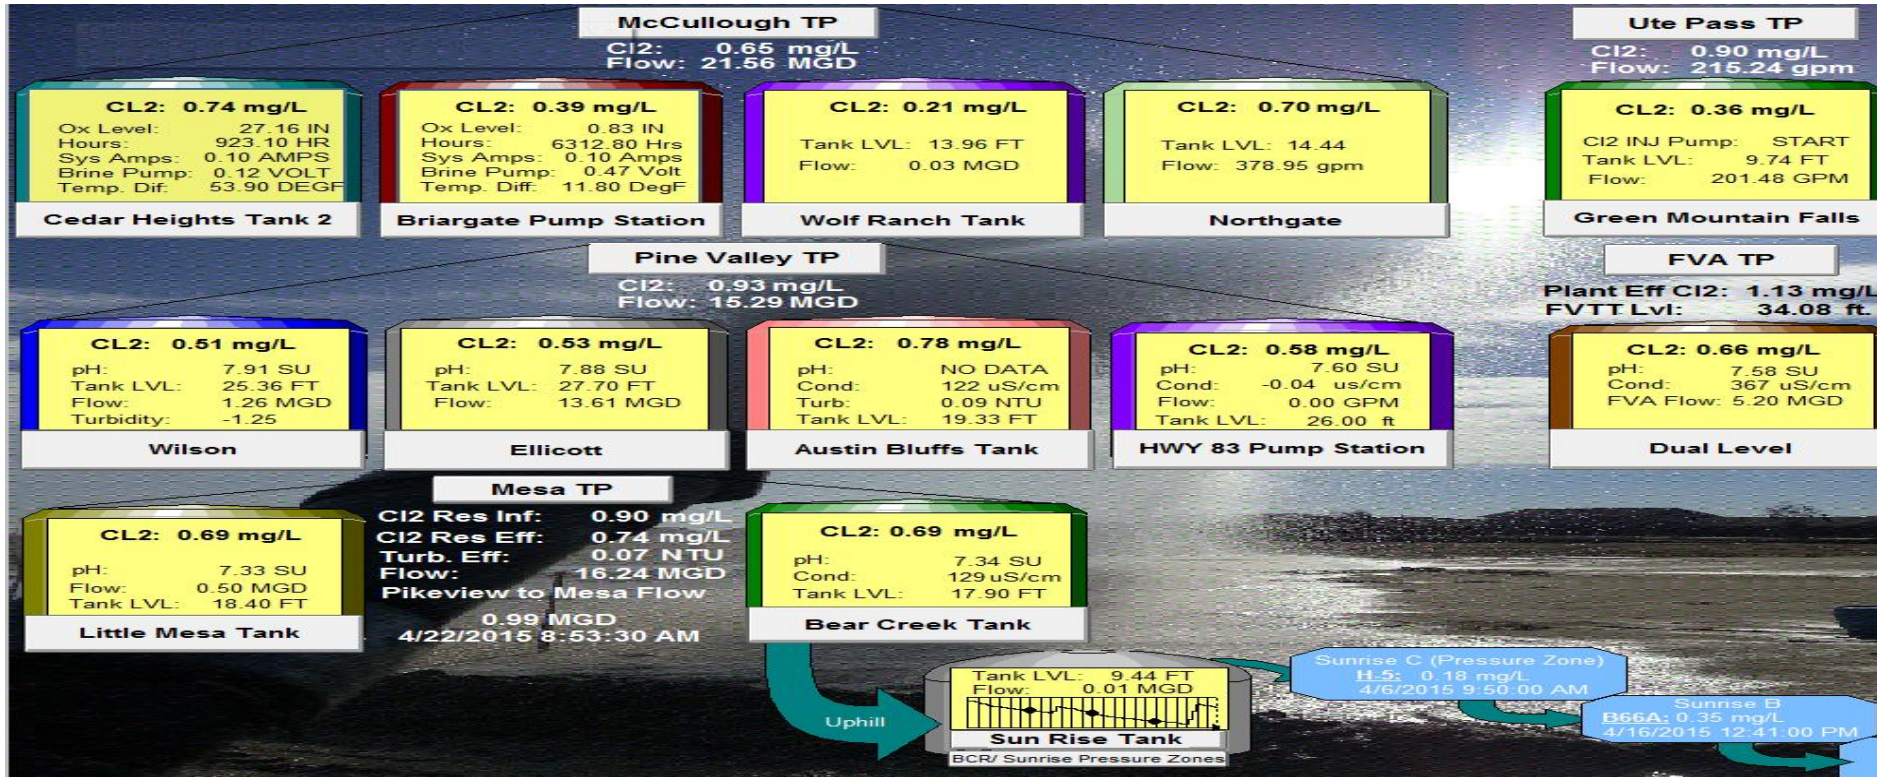 McCullough TP
Cl2: 0.65 mg/L
Flow: 21.56 MGD
Ute Pass TP
Cl2: 0.90 mg/L
Flow: 215.24 gpm
CL2: 0.74 mg/L
Ox Level: 27.16 IN
Hours: 923.10 HR
Sys Amps: 0.10 AMPS
Brine Pump: 0.12 VOLT
Temp. Dif: 53.90 DEGF
Cedar Heights Tank 2
CL2: 0.39 mg/L
Ox Level: 0.83 IN
Hours: 6312.80 Hrs
Sys Amps: 0.10 Amps
Brine Pump: 0.47 Volt
Temp. Diff: 11.80 DegF
Briargate Pump Station
CL2: 0.21 mg/L
Tank LVL: 13.96 FT
Flow: 0.03 MGD
Wolf Ranch Tank
CL2: 0.70 mg/L
Tank LVL: 14.44
Flow: 378.95 gpm
Northgate
CL2: 0.36 mg/L
Cl2 INJ Pump: START
Tank LVL: 9.74 FT
Flow: 201.48 GPM
Green Mountain Falls
Pine Valley TP
Cl2: 0.93 mg/L
Flow: 15.29 MGD
FVA TP
Plant Eff Cl2: 1.13 mg/L
FVTT Lvl: 34.08 ft.
CL2: 0.51 mg/L
pH: 7.91 SU
Tank LVL: 25.36 FT
Flow: 1.26 MGD
Turbidity: -1.25
Wilson
CL2: 0.53 mg/L
pH: 7.88 SU
Tank LVL: 27.70 FT
Flow: 13.61 MGD
Ellicott
CL2: 0.78 mg/L
pH: NO DATA
Cond: 122 uS/cm
Turb: 0.09 NTU
Tank LVL: 19.33 FT
Austin Bluffs Tank
CL2: 0.58 mg/L
pH: 7.60 SU
Cond: -0.04 us/cm
Flow: 0.00 GPM
Tank LVL: 26.00 ft
HWY 83 Pump Station
CL2: 0.66 mg/L
pH: 7.58 SU
Cond: 367 uS/cm
FVA Flow: 5.20 MGD
Dual Level
Mesa TP
Cl2 Res Inf: 0.90 mg/L
Cl2 Res Eff: 0.74 mg/L
Turb. Eff: 0.07 NTU
Flow: 16.24 MGD
Pikeview to Mesa Flow
0.99 MGD
4/22/2015 8:53:30 AM
CL2: 0.69 mg/L
pH: 7.33 SU
Flow: 0.50 MGD
Tank LVL: 18.40 FT
Little Mesa Tank
CL2: 0.69 mg/L
pH: 7.34 SU
Cond: 129 uS/cm
Tank LVL: 17.90 FT
Bear Creek Tank
Uphill
Tank LVL: 9.44 FT
Flow: 0.01 MGD
Sun Rise Tank
BCR/ Sunrise Pressure Zones
Sunrise C (Pressure Zone)
H-5: 0.18 mg/L
4/6/2015 9:50:00 AM
Sunrise B
B66A: 0.35 mg/L
4/16/2015 12:41:00 PM